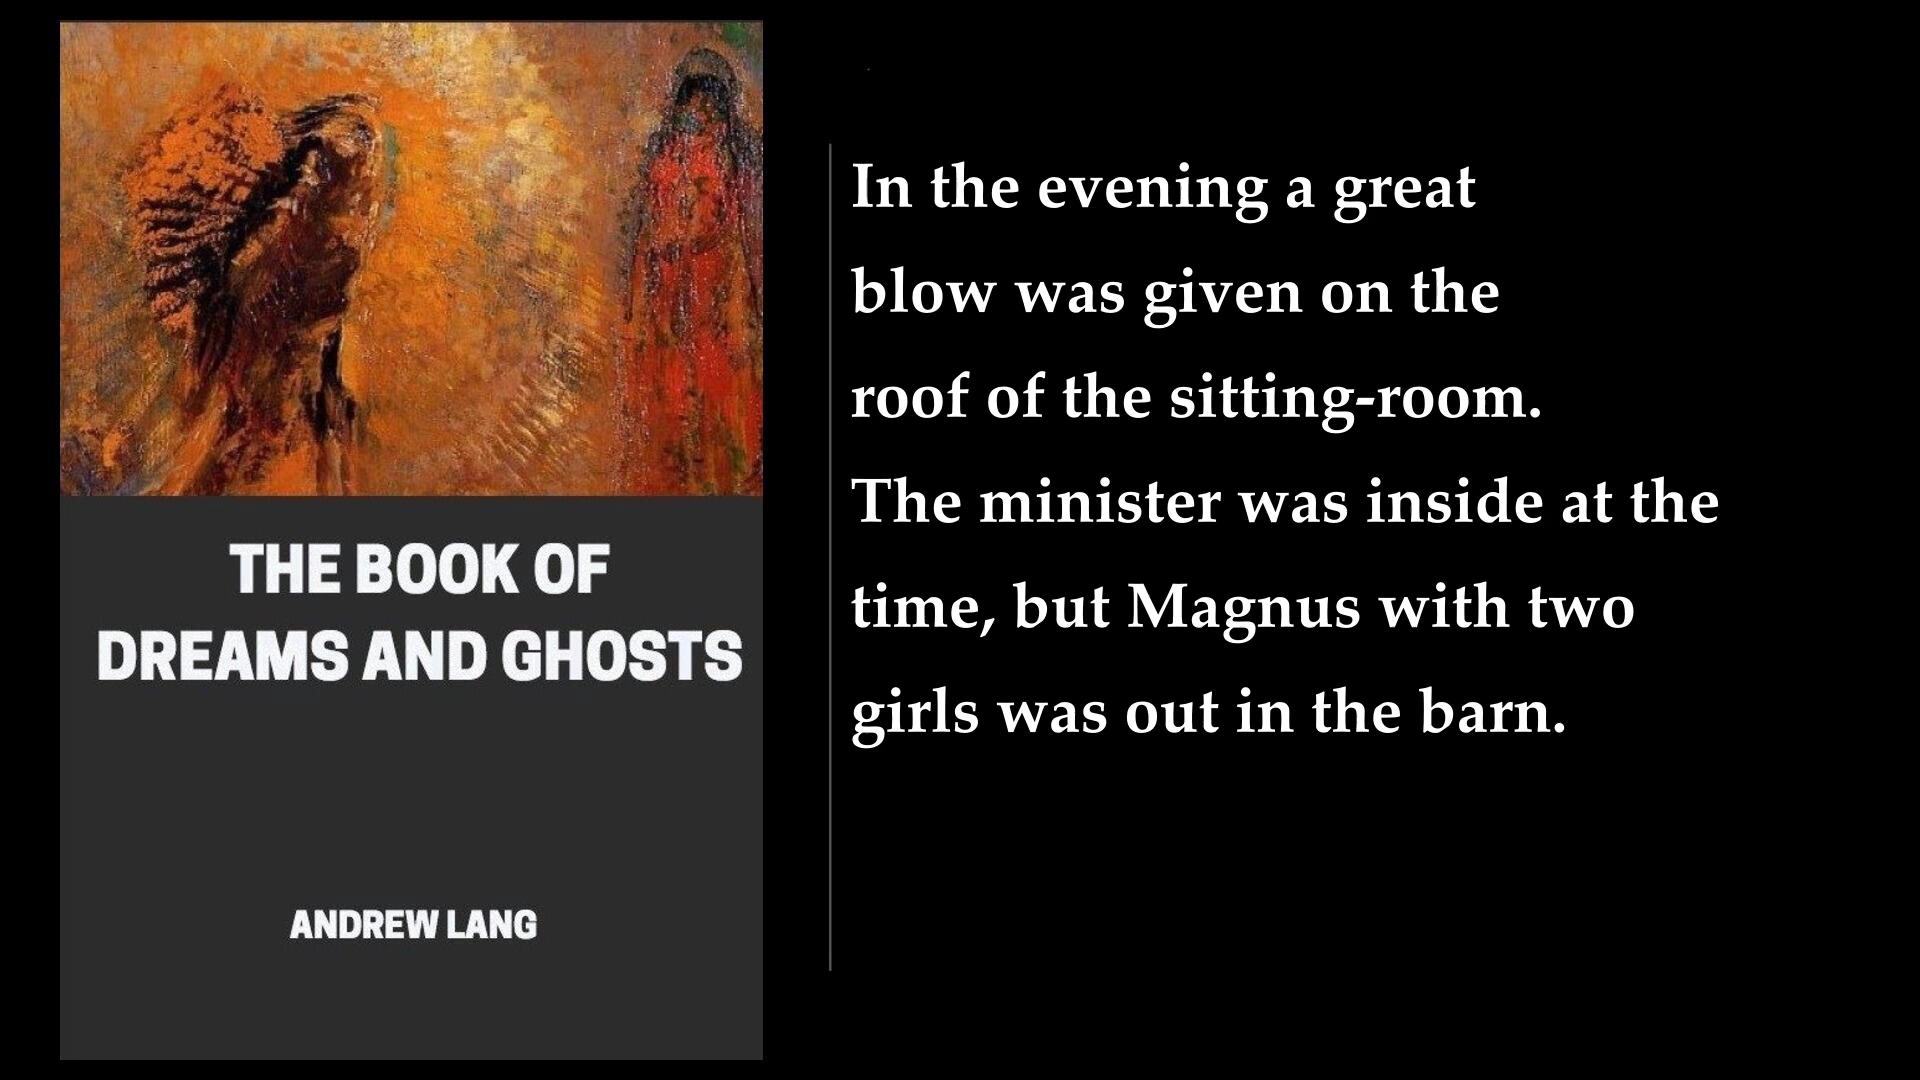 THE BOOK OF
DREAMS AND GHOSTS
ANDREW LANG
In the evening a great
blow was given on the
roof of the sitting-room.
The minister was inside at the
time, but Magnus with two
girls was out in the barn.